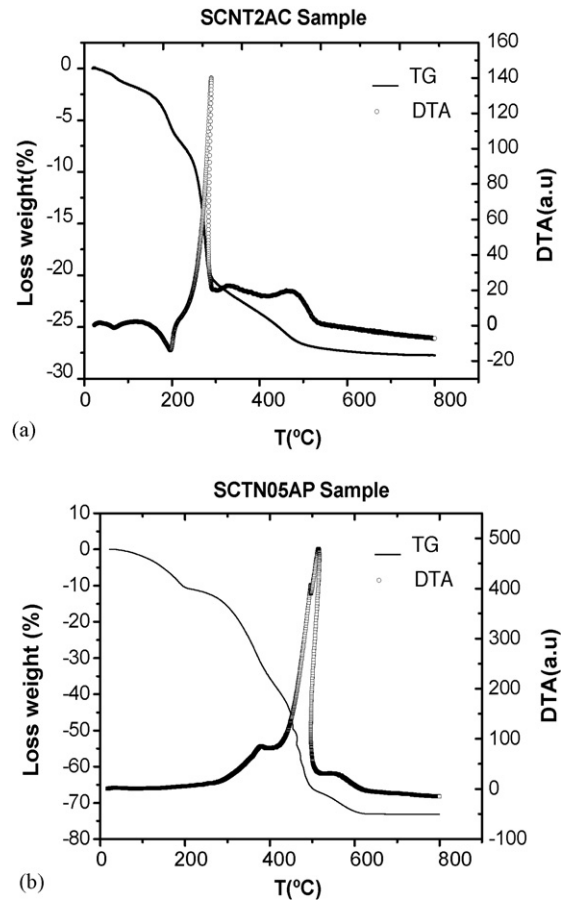 SCNT2AC Sample
160
0
140
TG
-5
120
DTA
100
-10
80
-15
60
40
-20
20
-25
0
-30
-20
0 200 400 600 800
Loss weight(%)
DTA(a.u)
T(ºC)
(a)
SCTN05AP Sample
10
500
0
TG
-10
400
DTA
-20
300
-30
-40
200
-50
100
-60
0
-70
-80
-100
0 200 400 600 800
Loss weight (%)
DTA(a.u)
T(ºC)
(b)